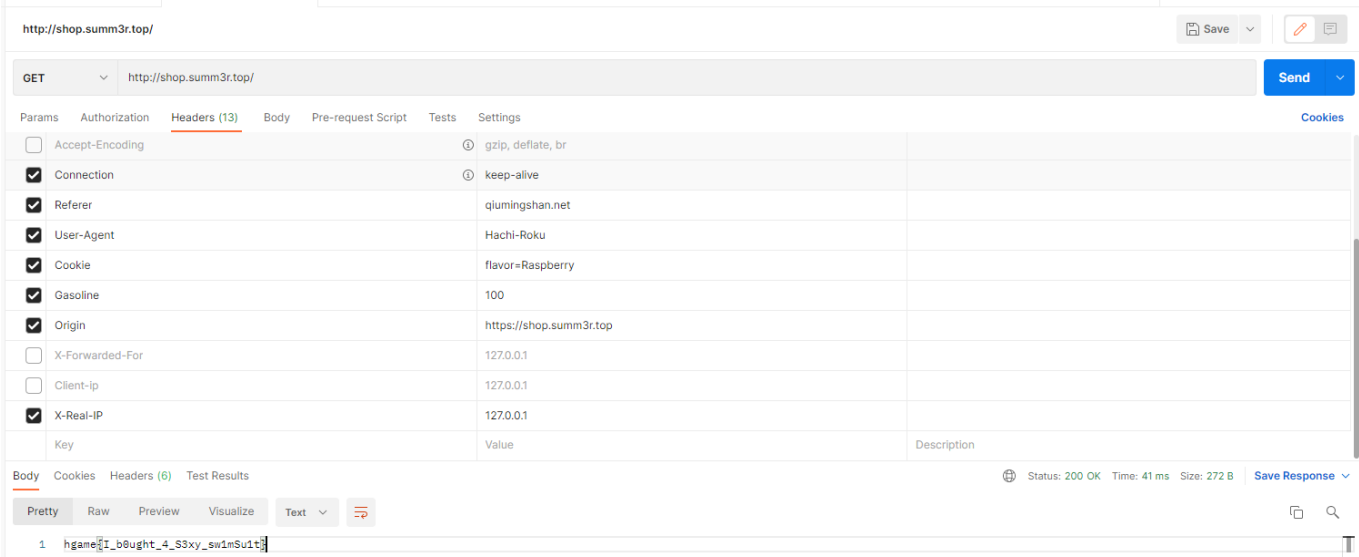 http://shop.summ3r.top/
Save
GET http://shop.summ3r.top/ Send
Params Authorization Headers (13) Body Pre-request Script Tests Settings Cookies
Accept-Encoding gzip, deflate, br
Connection keep-alive
Referer qiumingshan.net
User-Agent Hachi-Roku
Cookie flavor=Raspberry
Gasoline 100
Origin https://shop.summ3r.top
X-Forwarded-For 127.0.0.1
Client-ip 127.0.0.1
X-Real-IP 127.0.0.1
Key Value Description
Body Cookies Headers (6) Test Results Status: 200 OK Time: 41 ms Size: 272 B Save Response
Pretty Raw Preview Visualize Text
1 hgame{I_b0ught_4_S3xy_sw1mSu1t}